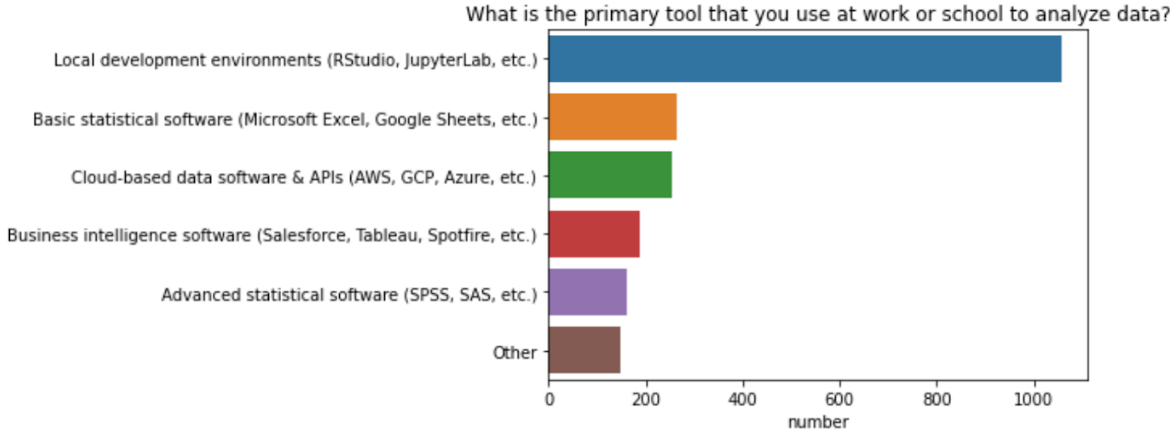 What is the primary tool that you use at work or school to analyze data?
Local development environments (RStudio, JupyterLab, etc.)
Basic statistical software (Microsoft Excel, Google Sheets, etc.)
Cloud-based data software & APIs (AWS, GCP, Azure, etc.)
Business intelligence software (Salesforce, Tableau, Spotfire, etc.)
Advanced statistical software (SPSS, SAS, etc.)
Other
0 200 400 600 800 1000
number